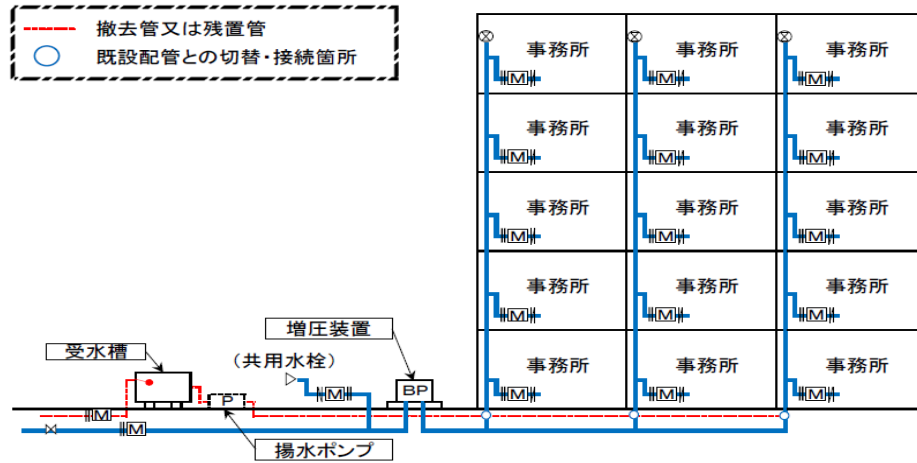 撤去管又は残置管
既設配管との切替・接続箇所
事務所 事務所 事務所
M M M
事務所 事務所 事務所
M M M
事務所 事務所 事務所
M M M
事務所 事務所 事務所
M M M
増圧装置
受水槽
(共用水栓)
事務所 事務所 事務所
M M M M
BP
P
M
M
揚水ポンプ